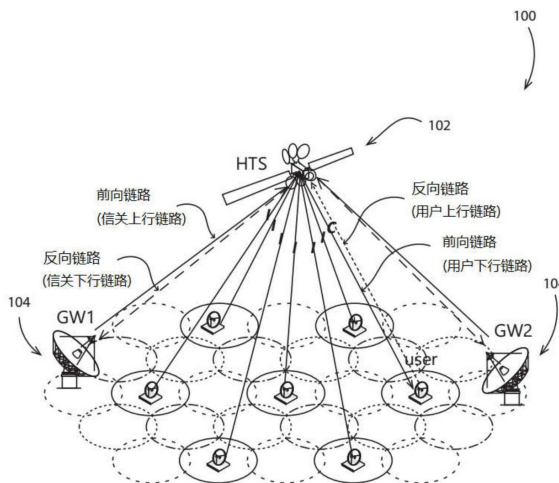 100
102
HTS
前向链路
(信关上行链路)
反向链路
(用户上行链路)
反向链路
(信关下行链路)
前向链路
(用户下行链路)
I
I
I
I
I
I
C
104
GW1
104
GW2
user